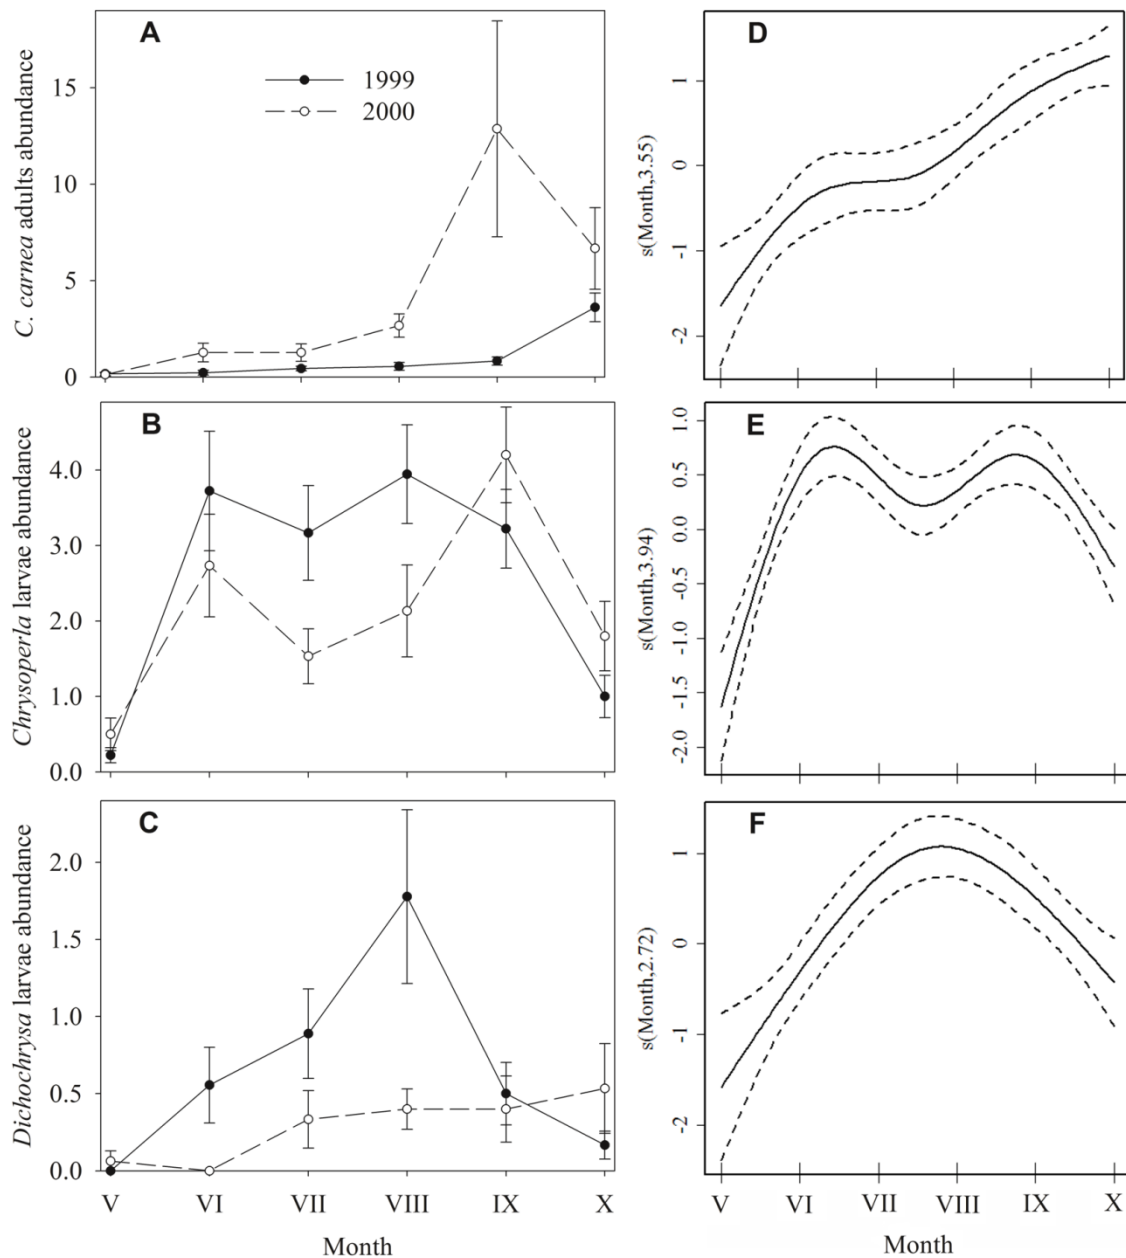 A
C. carnea adults abundance
15
10
5
0
1999
2000
D
s(Month,3.55)
1
0
-1
-2
B
Chrysoperla larvae abundance
4.0
3.0
2.0
1.0
0.0
E
s(Month,3.94)
1.0
0.5
0.0
-0.5
-1.0
-1.5
-2.0
C
Dichochrysa larvae abundance
2.0
1.5
1.0
0.5
0.0
V VI VII VIII IX X
Month
F
s(Month,2.72)
1
0
-1
-2
V VI VII VIII IX X
Month